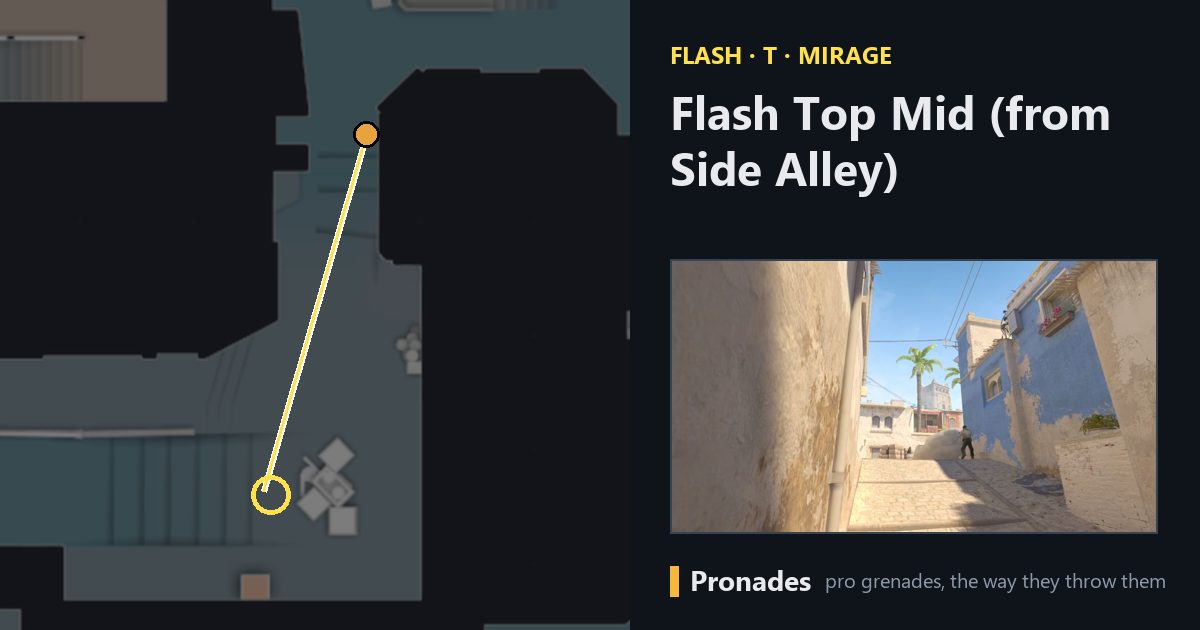 FLASH · T · MIRAGE
Flash Top Mid (from
Side Alley)
Pronades pro grenades, the way they throw them